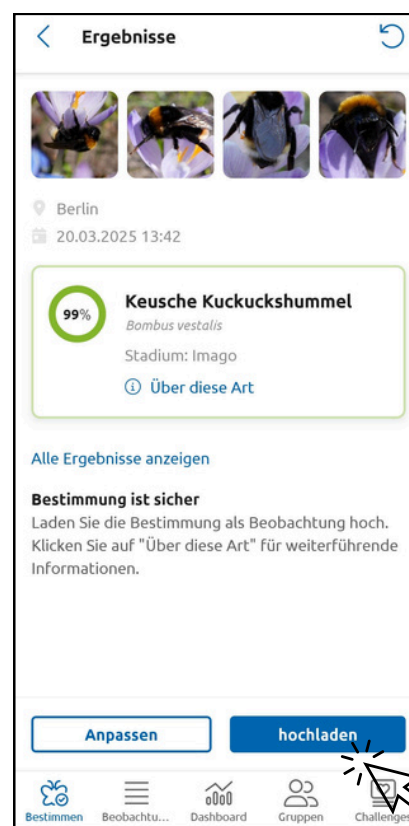 Ergebnisse
Berlin
20.03.2025 13:42
99%
Keusche Kuckuckshummel
Bombus vestalis
Stadium: Imago
Über diese Art
Alle Ergebnisse anzeigen
Bestimmung ist sicher
Laden Sie die Bestimmung als Beobachtung hoch.
Klicken Sie auf "Über diese Art" für weiterführende
Informationen.
Anpassen
hochladen
Bestimmen
Beobachtu...
Dashboard
Gruppen
Challenges